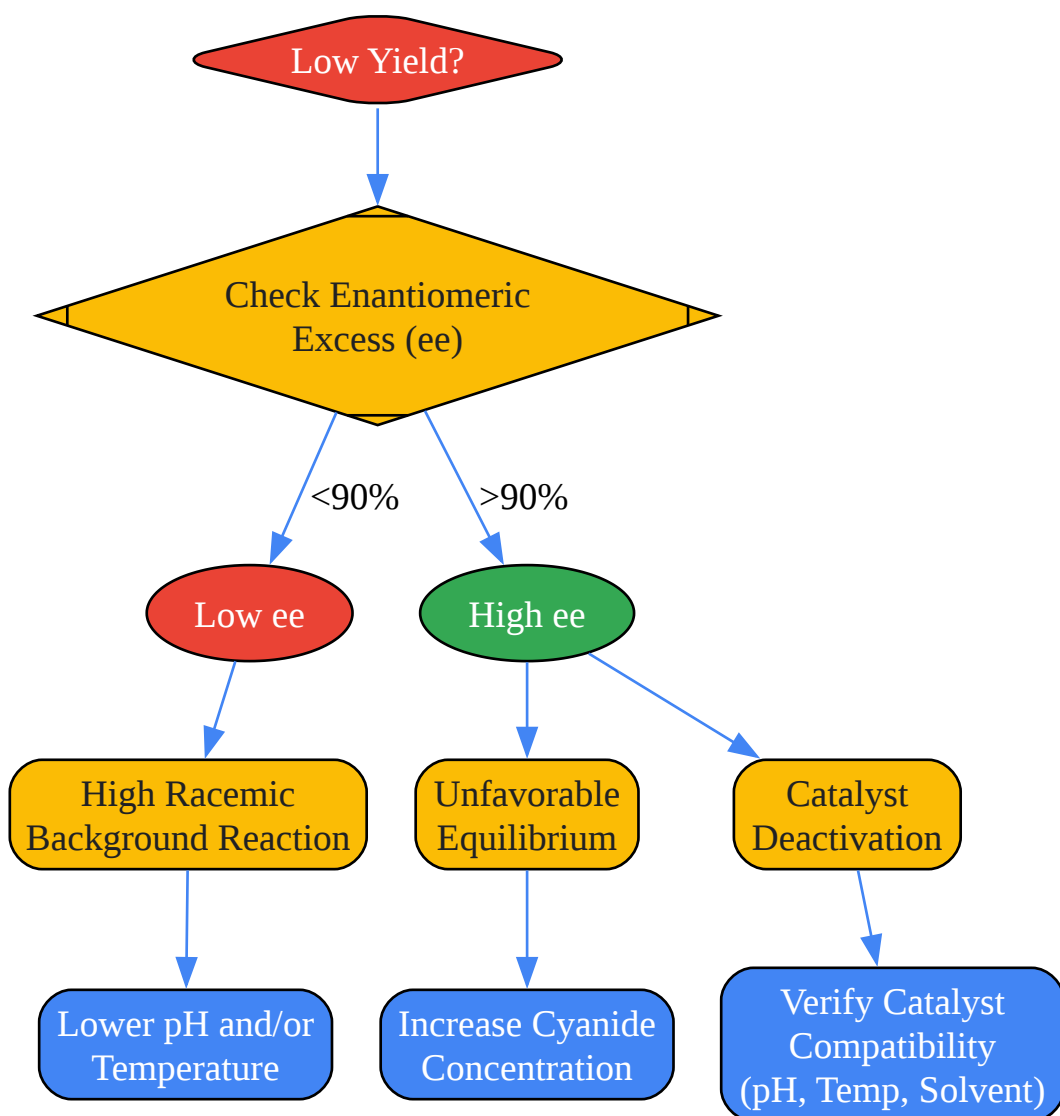 Low Yield?
Check Enantiomeric
Excess (ee)
<90%
>90%
Low ee
High ee
High Racemic
Background Reaction
Unfavorable
Equilibrium
Catalyst
Deactivation
Lower pH and/or
Temperature
Increase Cyanide
Concentration
Verify Catalyst
Compatibility
(pH, Temp, Solvent)